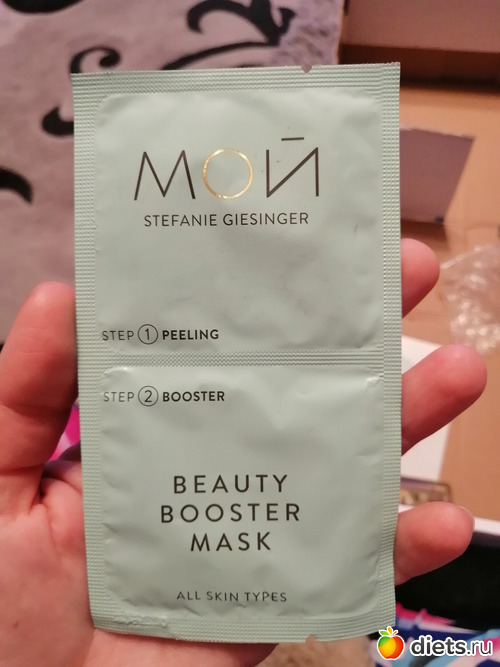 МОЙ
STEFANIE GIESINGER
STEP 1 PEELING
STEP 2 BOOSTER
BEAUTY
BOOSTER
MASK
ALL SKIN TYPES
diets.ru